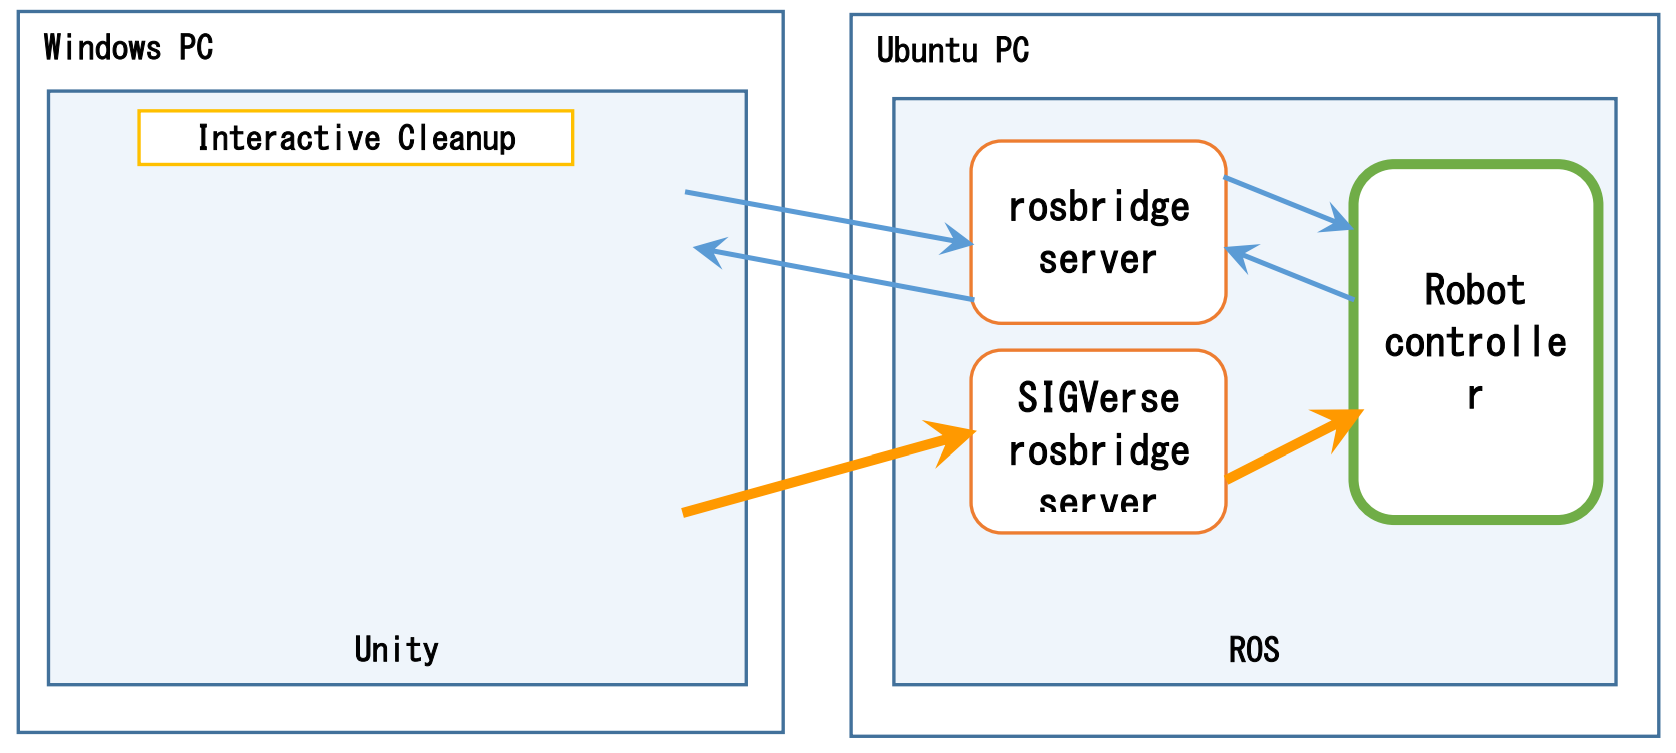 Windows PC
Interactive Cleanup
Unity
Ubuntu PC
rosbridge
server
SIGVerse
rosbridge
server
Robot
controlle
r
ROS